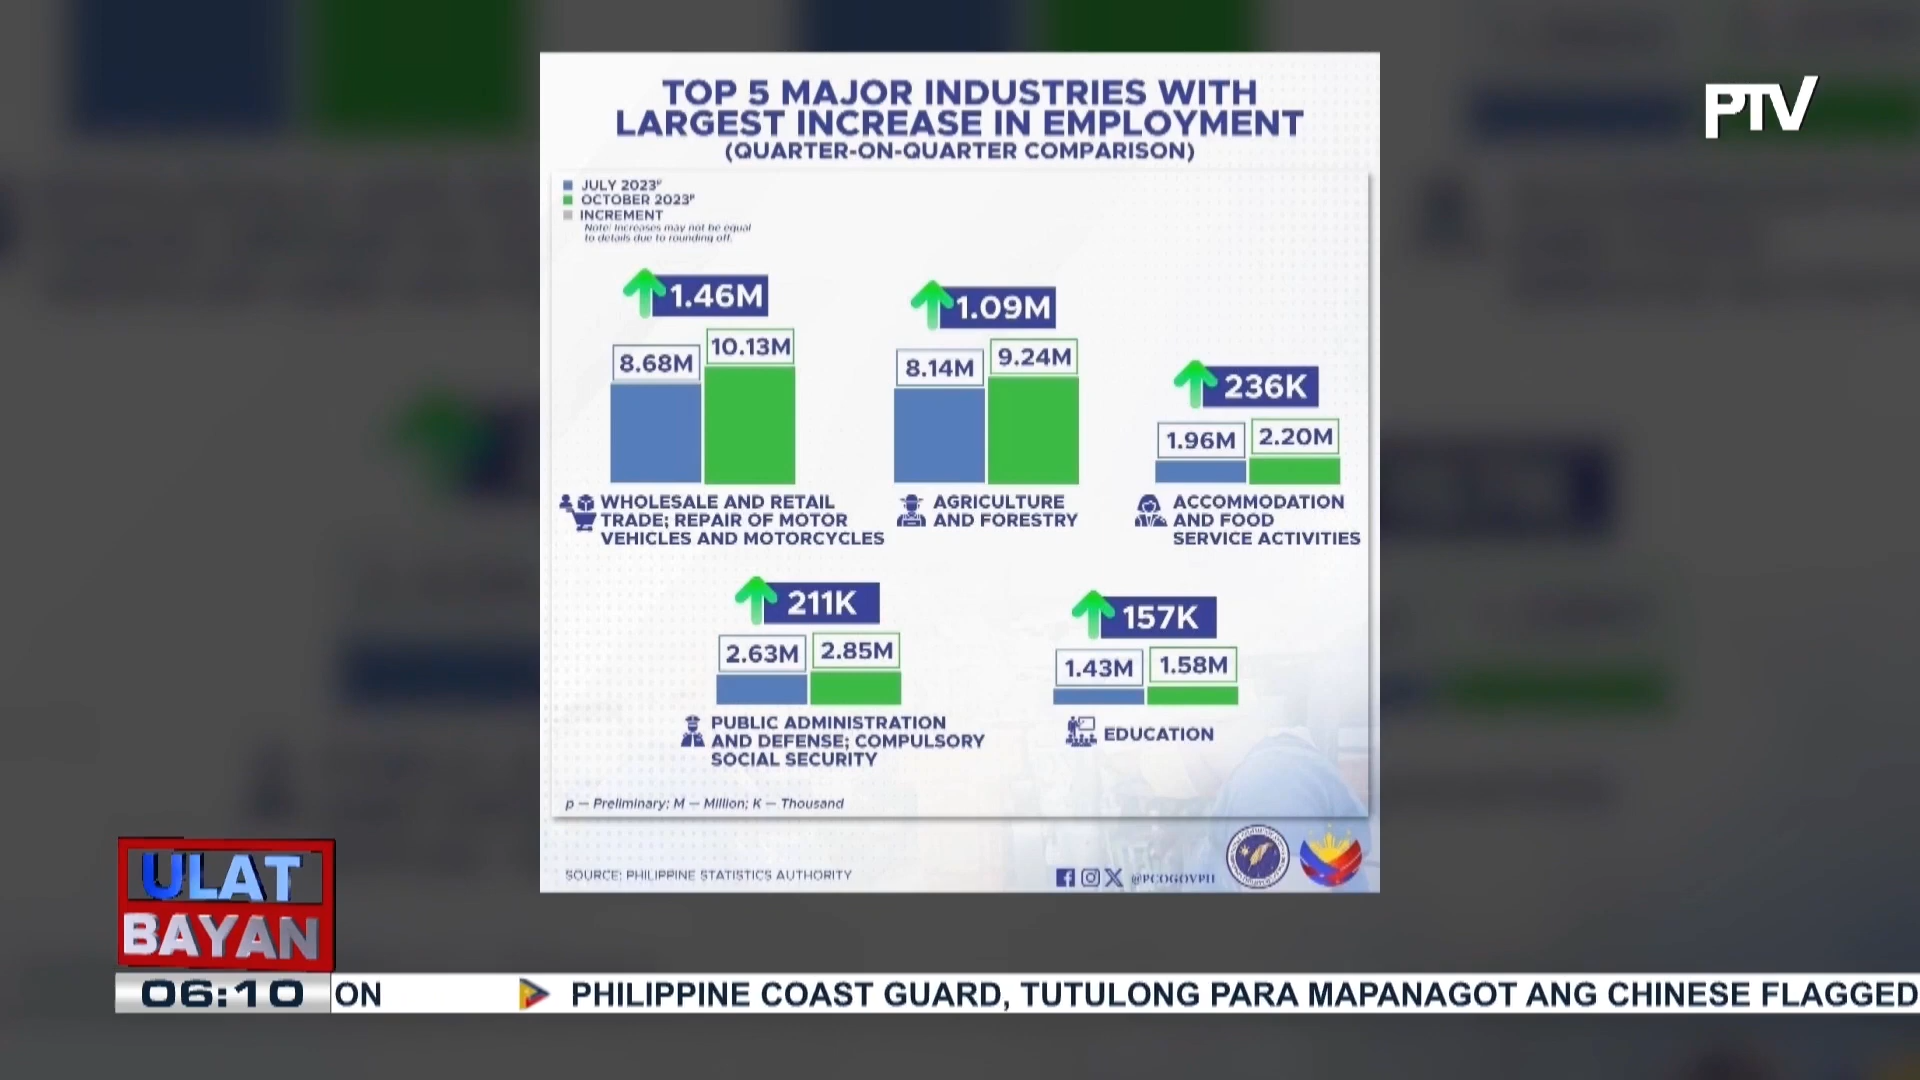 TOP 5 MAJOR INDUSTRIES WITH
LARGEST INCREASE IN EMPLOYMENT
(QUARTER-ON-QUARTER COMPARISON)
PTV
JULY 2023ᵖ
OCTOBER 2023ᵖ
INCREMENT
Note: Increases may not be equal
to details due to rounding off.
1.46M
8.68M
10.13M
WHOLESALE AND RETAIL
TRADE; REPAIR OF MOTOR
VEHICLES AND MOTORCYCLES
1.09M
8.14M
9.24M
AGRICULTURE
AND FORESTRY
236K
1.96M
2.20M
ACCOMMODATION
AND FOOD
SERVICE ACTIVITIES
211K
2.63M
2.85M
PUBLIC ADMINISTRATION
AND DEFENSE; COMPULSORY
SOCIAL SECURITY
157K
1.43M
1.58M
EDUCATION
p — Preliminary; M — Million; K — Thousand
SOURCE: PHILIPPINE STATISTICS AUTHORITY
@PCOGOVPH
ULAT
BAYAN
06:10
ON
PHILIPPINE COAST GUARD, TUTULONG PARA MAPANAGOT ANG CHINESE FLAGGED